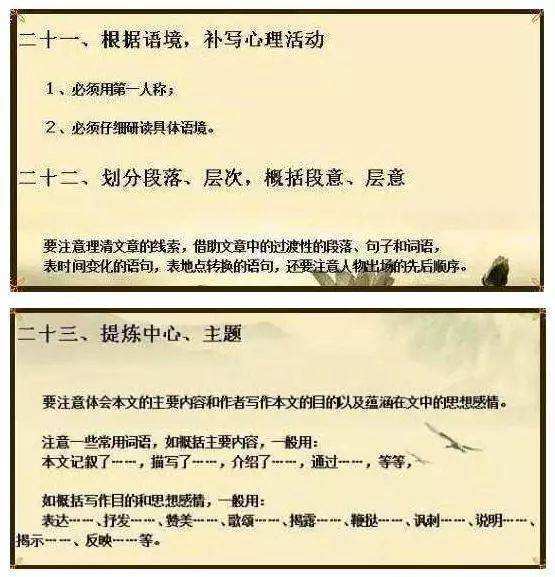 二十一、根据语境，补写心理活动
1、必须用第一人称；
2、必须仔细研读具体语境。
二十二、划分段落、层次，概括段意、层意
要注意理清文章的线索，借助文章中的过渡性的段落、句子和词语，
表时间变化的语句，表地点转换的语句，还要注意人物出场的先后顺序。
二十三、提炼中心、主题
要注意体会本文的主要内容和作者写作本文的目的以及蕴涵在文中的思想感情。
注意一些常用词语，如概括主要内容，一般用：
本文记叙了……，描写了……，介绍了……，通过……，等等，
如概括写作目的和思想感情，一般用：
表达……、抒发……、赞美……、歌颂……、揭露……、鞭挞……、讽刺……、说明……、
揭示……、反映……等。